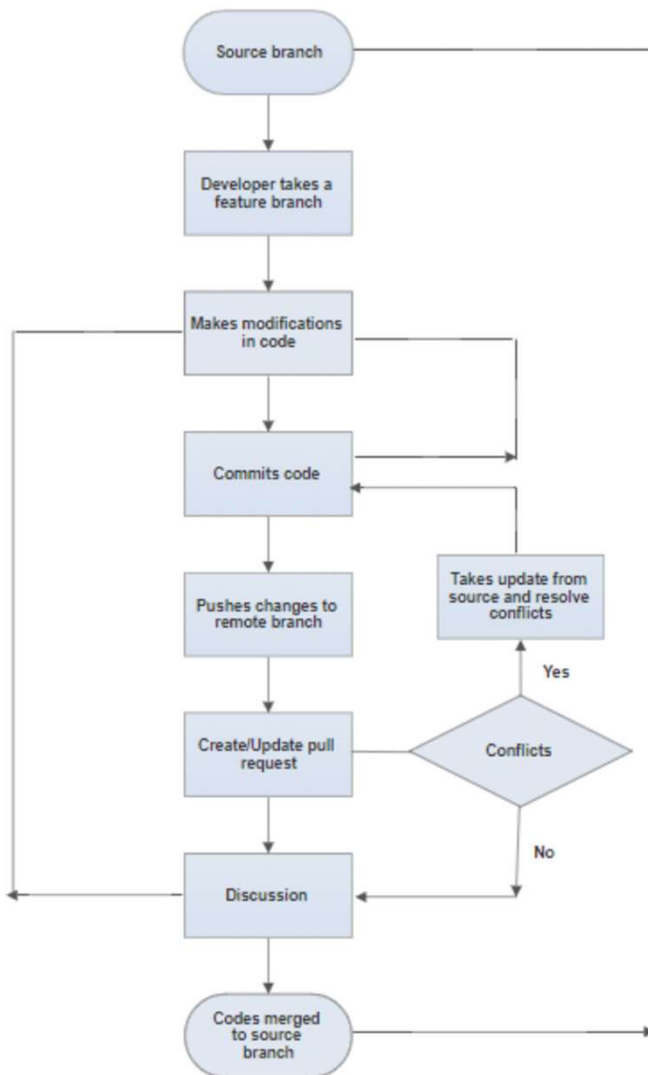 Source branch
Developer takes a
feature branch
Makes modifications
in code
Commits code
Pushes changes to
remote branch
Takes update from
source and resolve
conflicts
Yes
Create/Update pull
request
Conflicts
No
Discussion
Codes merged
to source
branch